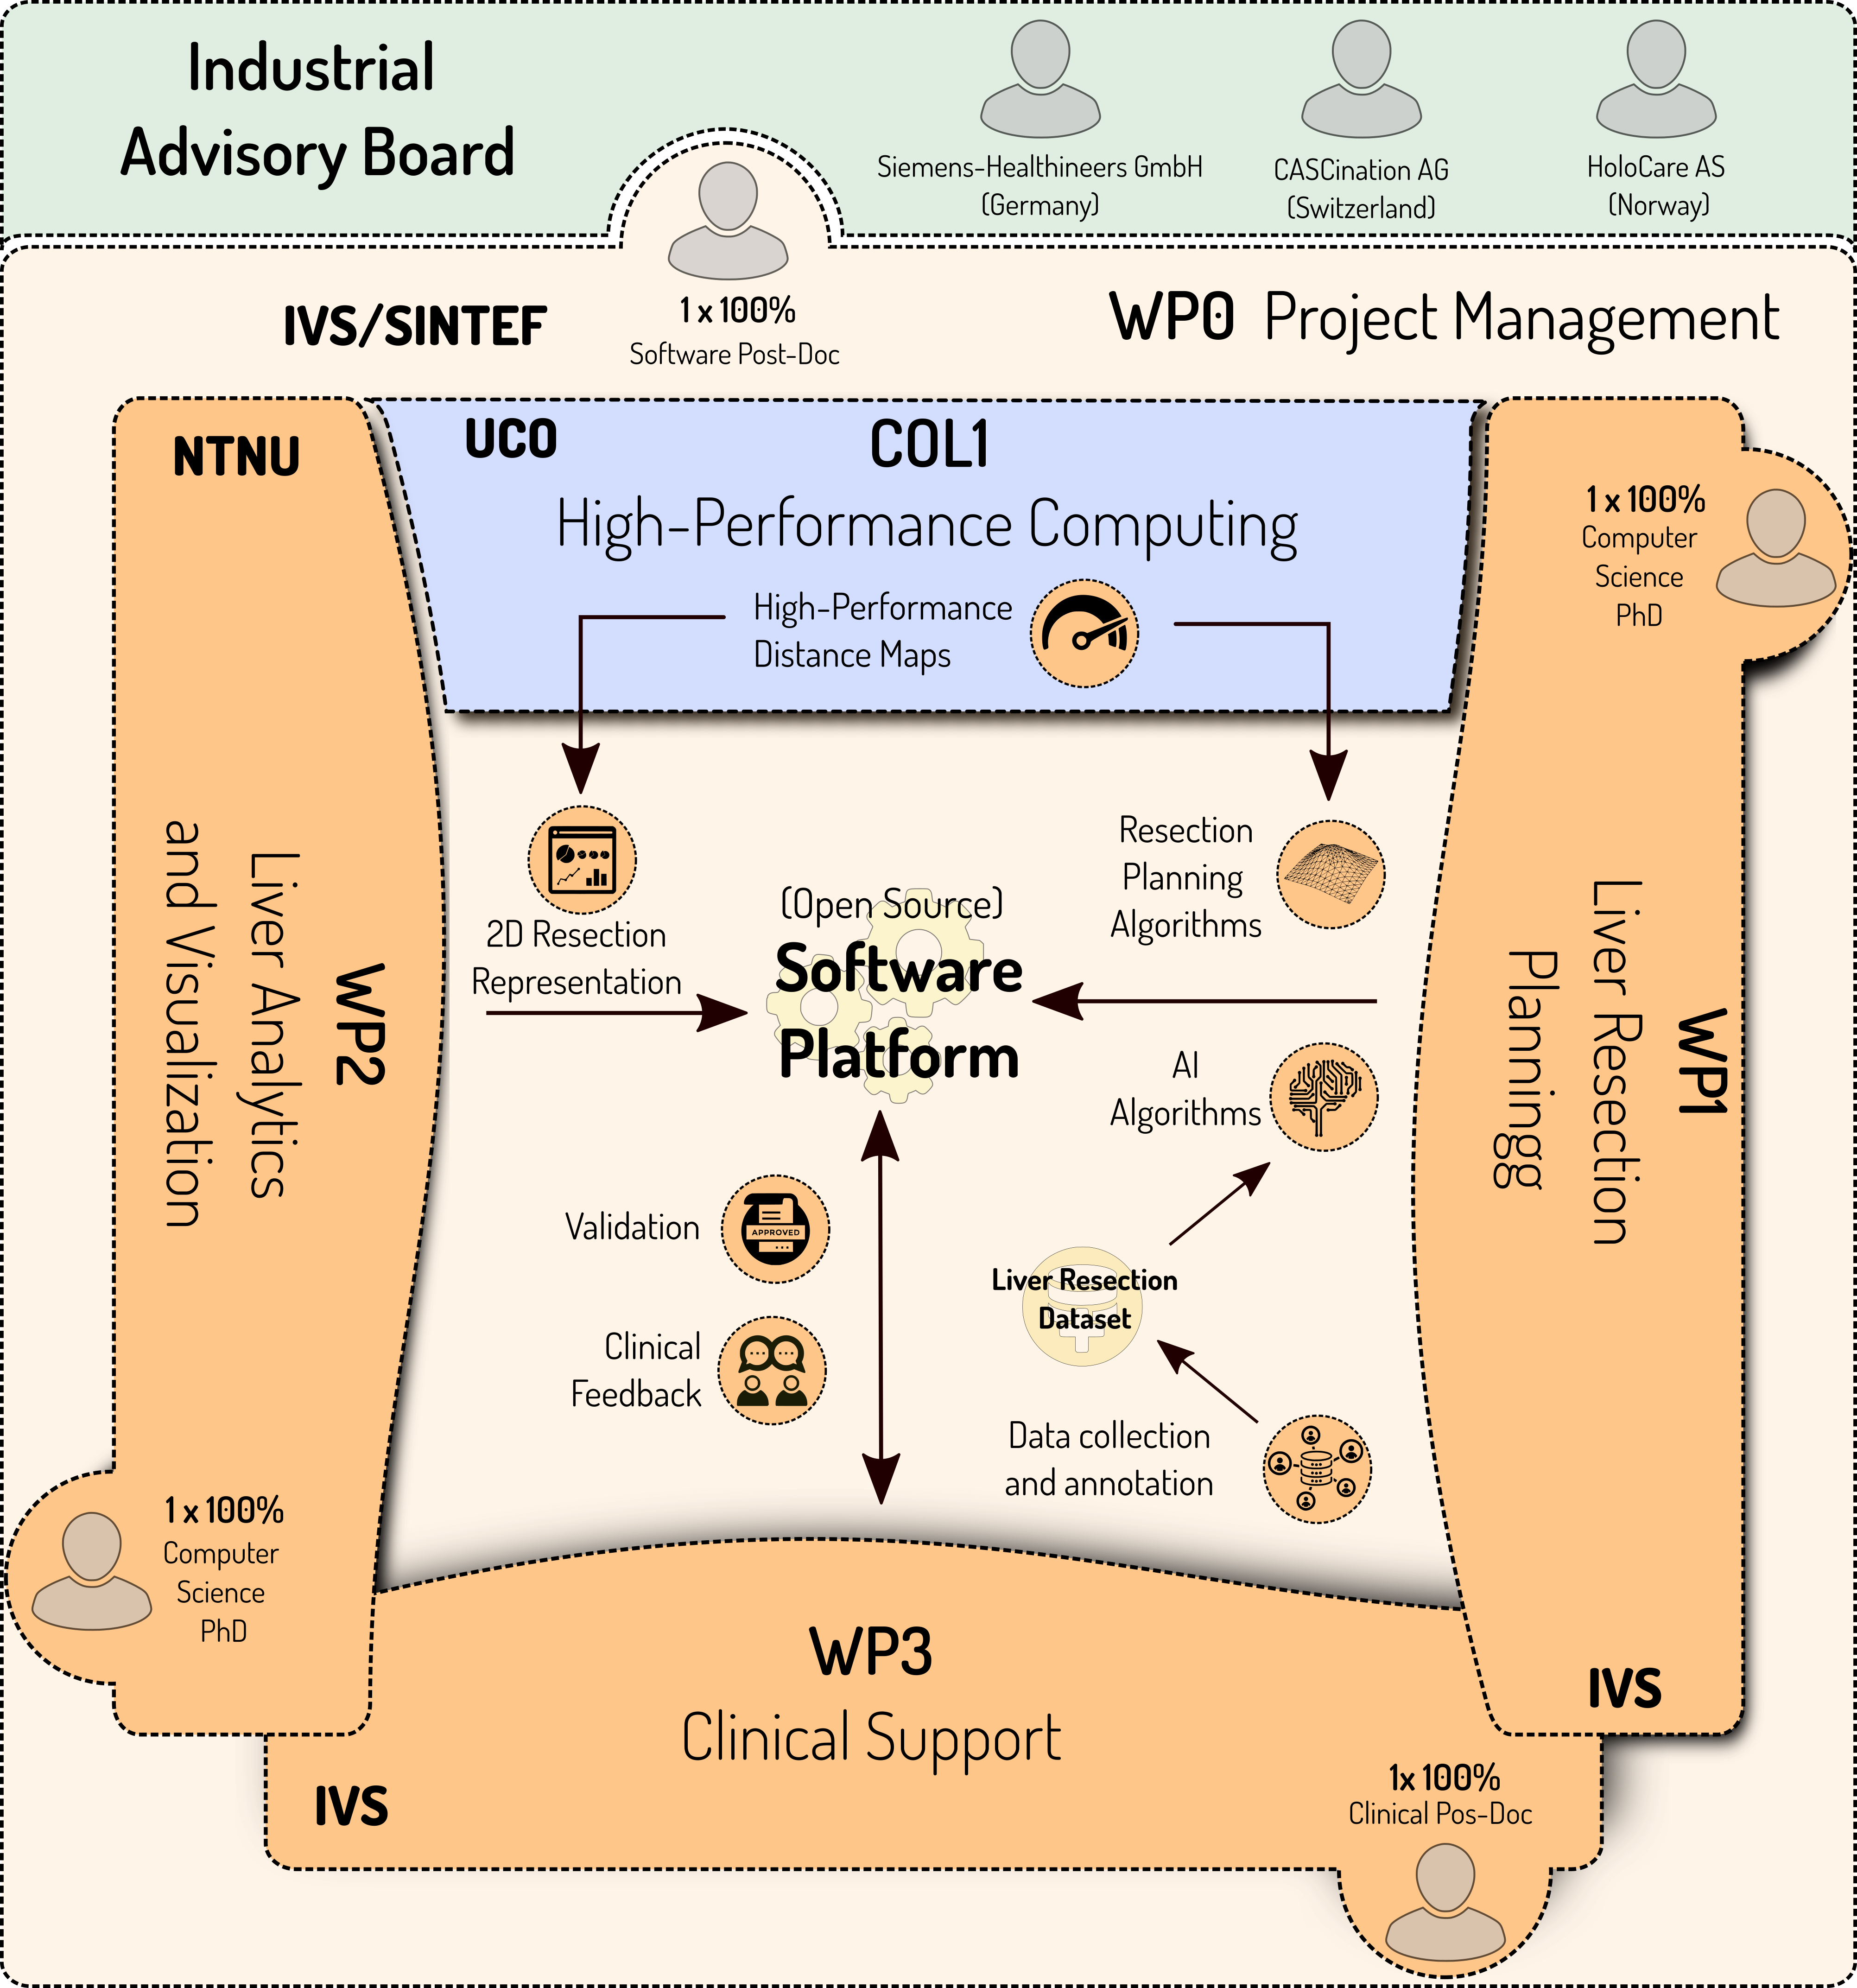 Industrial
Advisory Board
Siemens-Healthineers GmbH
(Germany)
CASCination AG
(Switzerland)
HoloCare AS
(Norway)
IVS/SINTEF
1 x 100%
Software Post-Doc
WP0 Project Management
NTNU
WP2
Liver Analytics
and Visualization
1 x 100%
Computer
Science
PhD
UCO
COL1
High-Performance Computing
High-Performance
Distance Maps
1 x 100%
Computer
Science
PhD
WP1
Liver Resection
Planningg
IVS
2D Resection
Representation
(Open Source)
Software
Platform
Resection
Planning
Algorithms
AI
Algorithms
Validation
APPROVED
Clinical
Feedback
Liver Resection
Dataset
Data collection
and annotation
WP3
Clinical Support
IVS
1x 100%
Clinical Pos-Doc